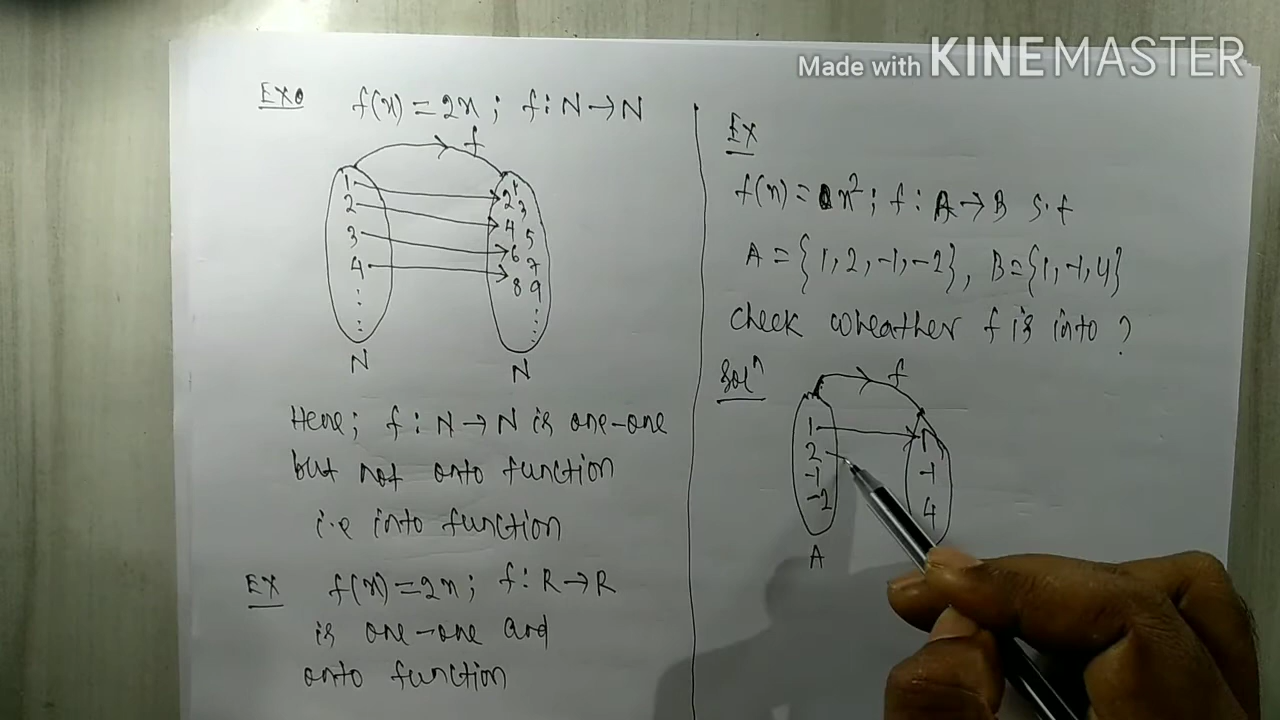 Made with KINEMASTER
Ex
f(x) = 2x ; f : N → N
f
1
2
3
4
⋮
N
2 1
3
4 5
6 7
8 9
⋮
N
Here; f : N → N is one-one
but not onto function
i.e into function
Ex f(x) = 2x ; f : R → R
is one-one and
onto function
Ex
f(x) = x² ; f : A → B s.t
A = {1, 2, -1, -2}, B = {1, -1, 4}
check wheather f is into ?
Solⁿ
f
1
2
-1
-2
A
1
-1
4